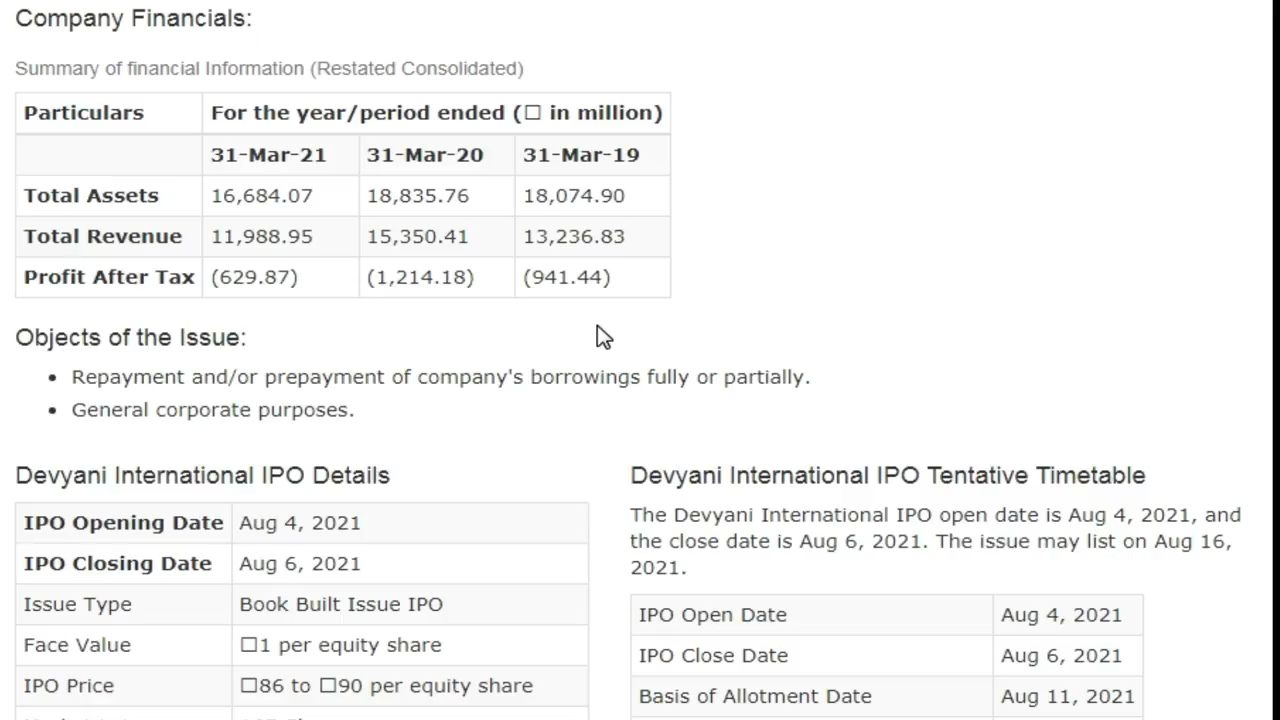 Company Financials:
Summary of financial Information (Restated Consolidated)
Particulars For the year/period ended (☐ in million)
31-Mar-21 31-Mar-20 31-Mar-19
Total Assets 16,684.07 18,835.76 18,074.90
Total Revenue 11,988.95 15,350.41 13,236.83
Profit After Tax (629.87) (1,214.18) (941.44)
Objects of the Issue:
• Repayment and/or prepayment of company's borrowings fully or partially.
• General corporate purposes.
Devyani International IPO Details
IPO Opening Date Aug 4, 2021
IPO Closing Date Aug 6, 2021
Issue Type Book Built Issue IPO
Face Value ☐1 per equity share
IPO Price ☐86 to ☐90 per equity share
Devyani International IPO Tentative Timetable
The Devyani International IPO open date is Aug 4, 2021, and
the close date is Aug 6, 2021. The issue may list on Aug 16,
2021.
IPO Open Date Aug 4, 2021
IPO Close Date Aug 6, 2021
Basis of Allotment Date Aug 11, 2021